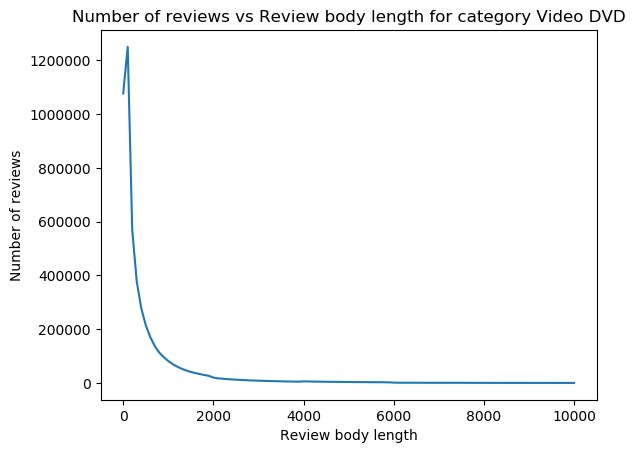 Number of reviews vs Review body length for category Video DVD
1200000
1000000
800000
600000
400000
200000
0
Number of reviews
0 2000 4000 6000 8000 10000
Review body length